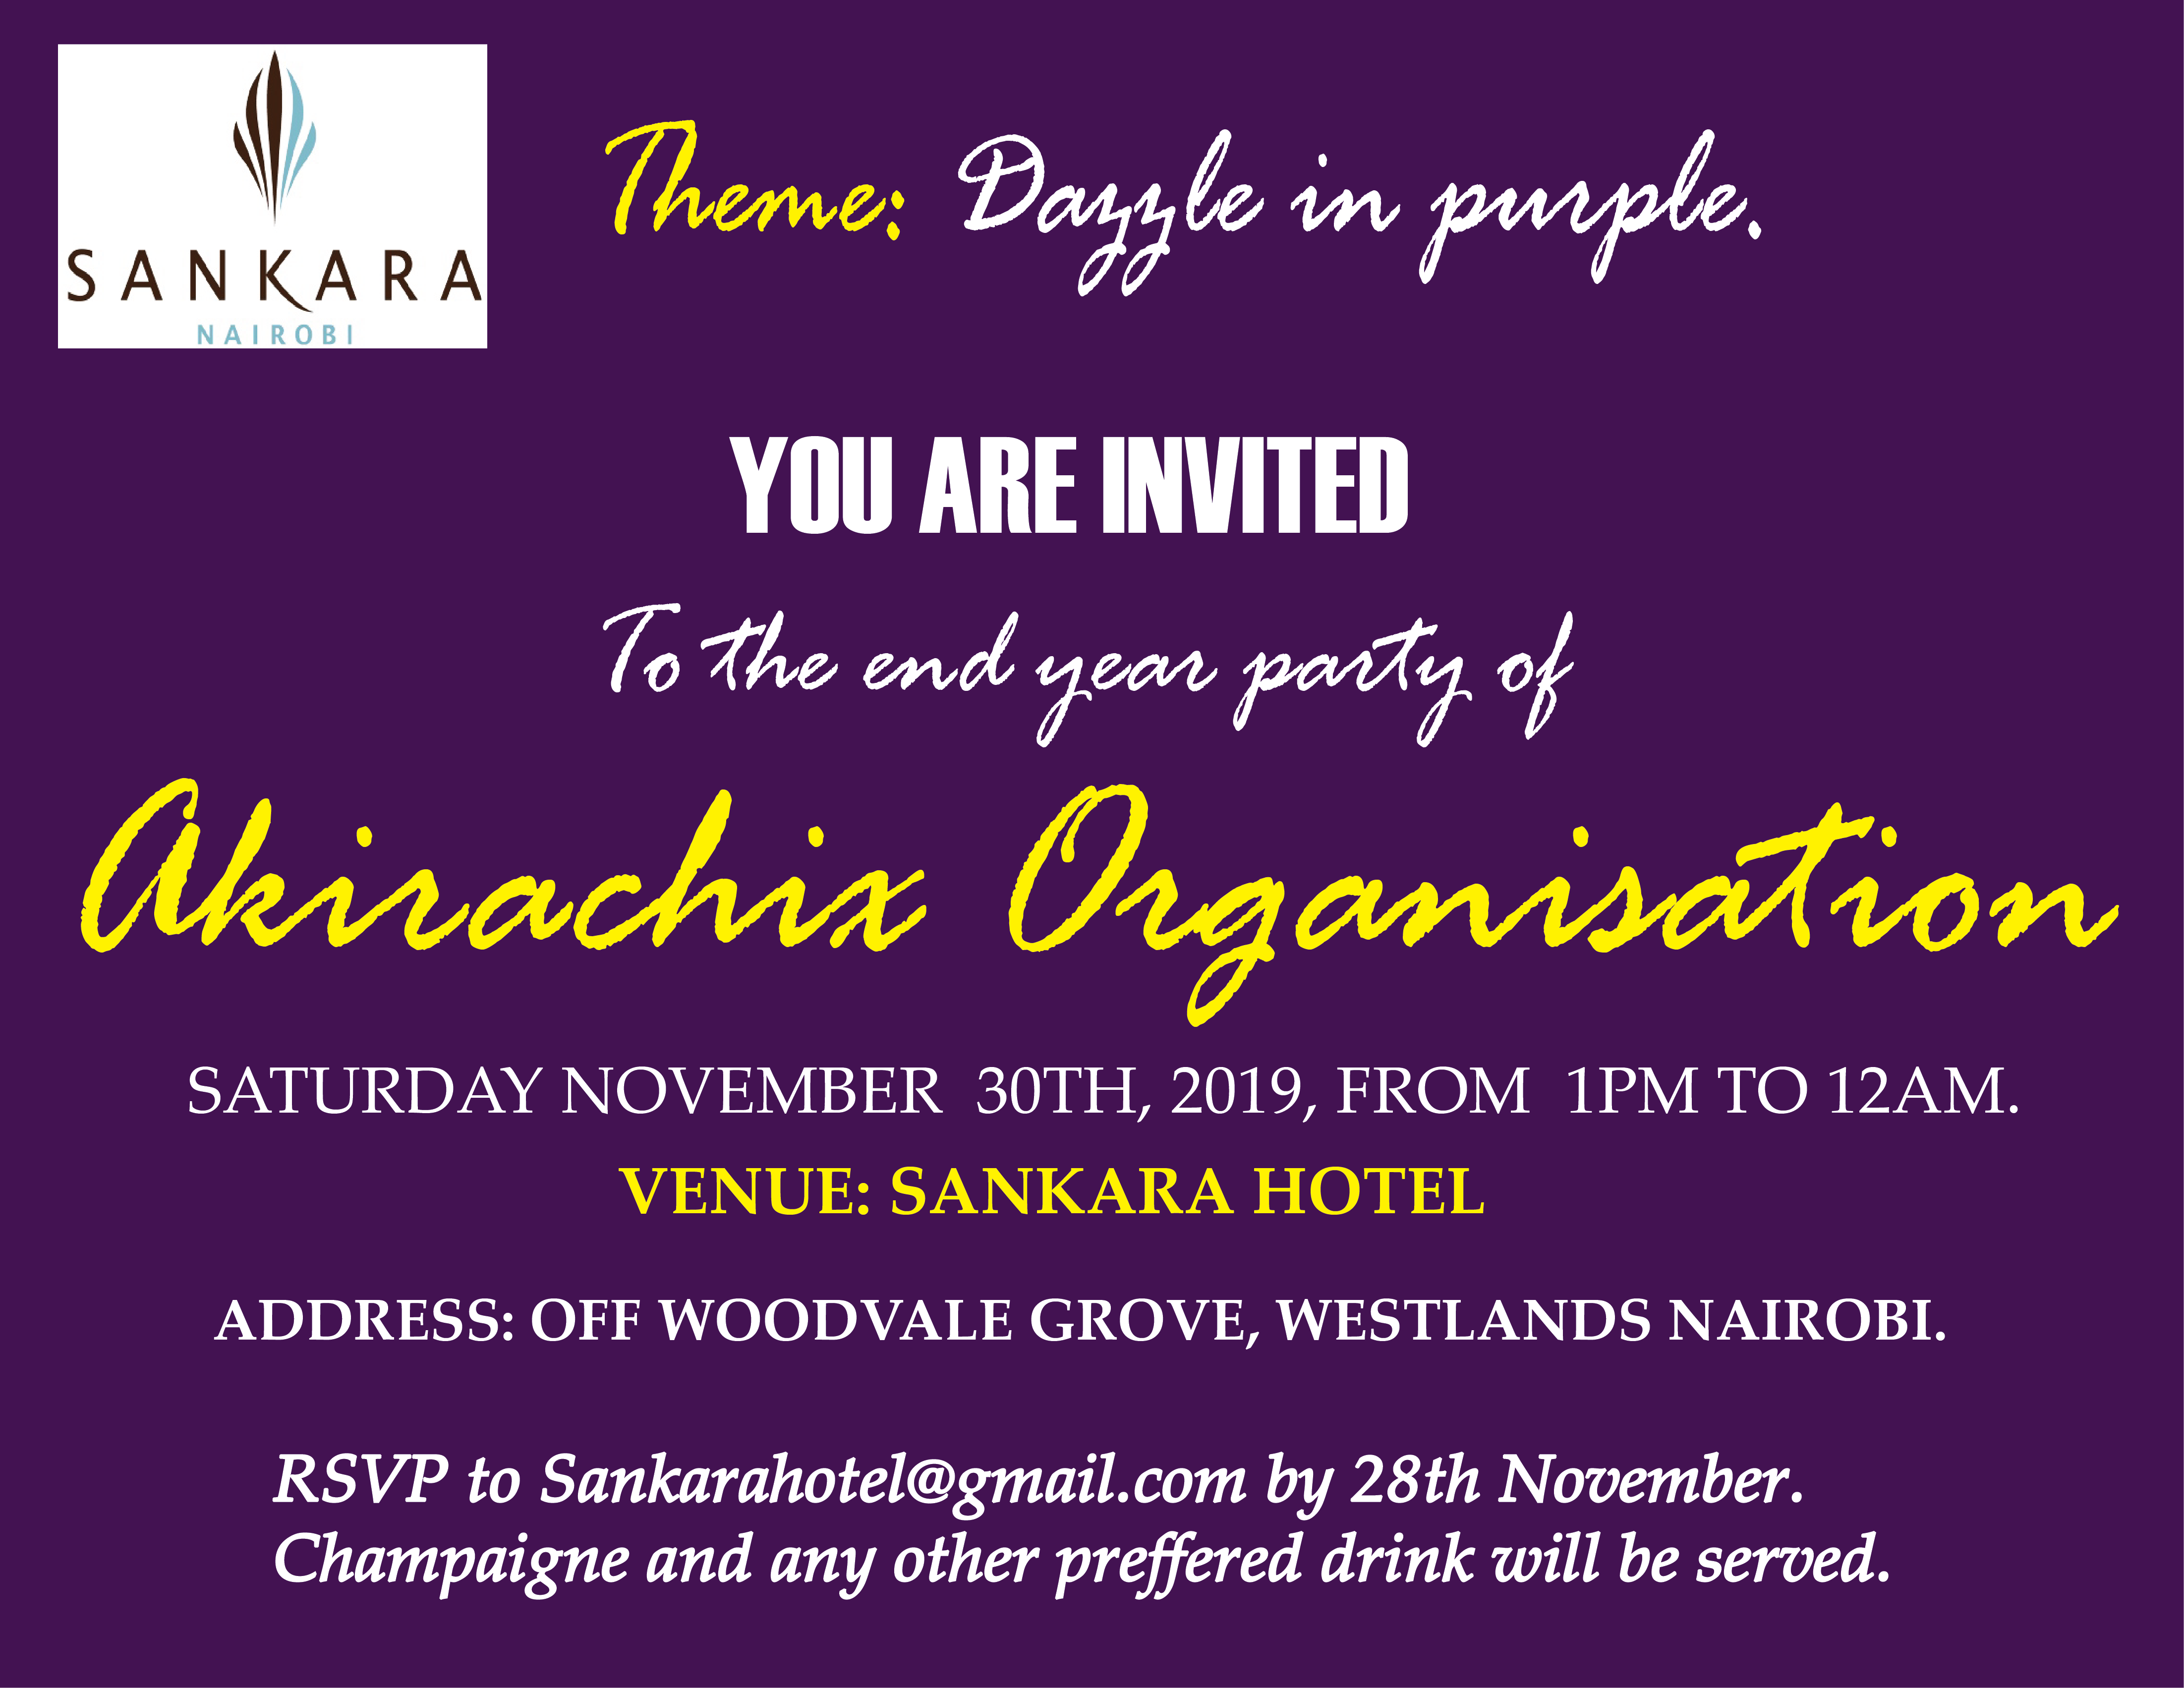 SANKARA
NAIROBI
Theme: Dazzle in purple.
YOU ARE INVITED
To the end year party of
Akirachix Organisation
SATURDAY NOVEMBER 30TH, 2019, FROM 1PM TO 12AM.
VENUE: SANKARA HOTEL
ADDRESS: OFF WOODVALE GROVE, WESTLANDS NAIROBI.
RSVP to Sankarahotel@gmail.com by 28th November.
Champaigne and any other preffered drink will be served.